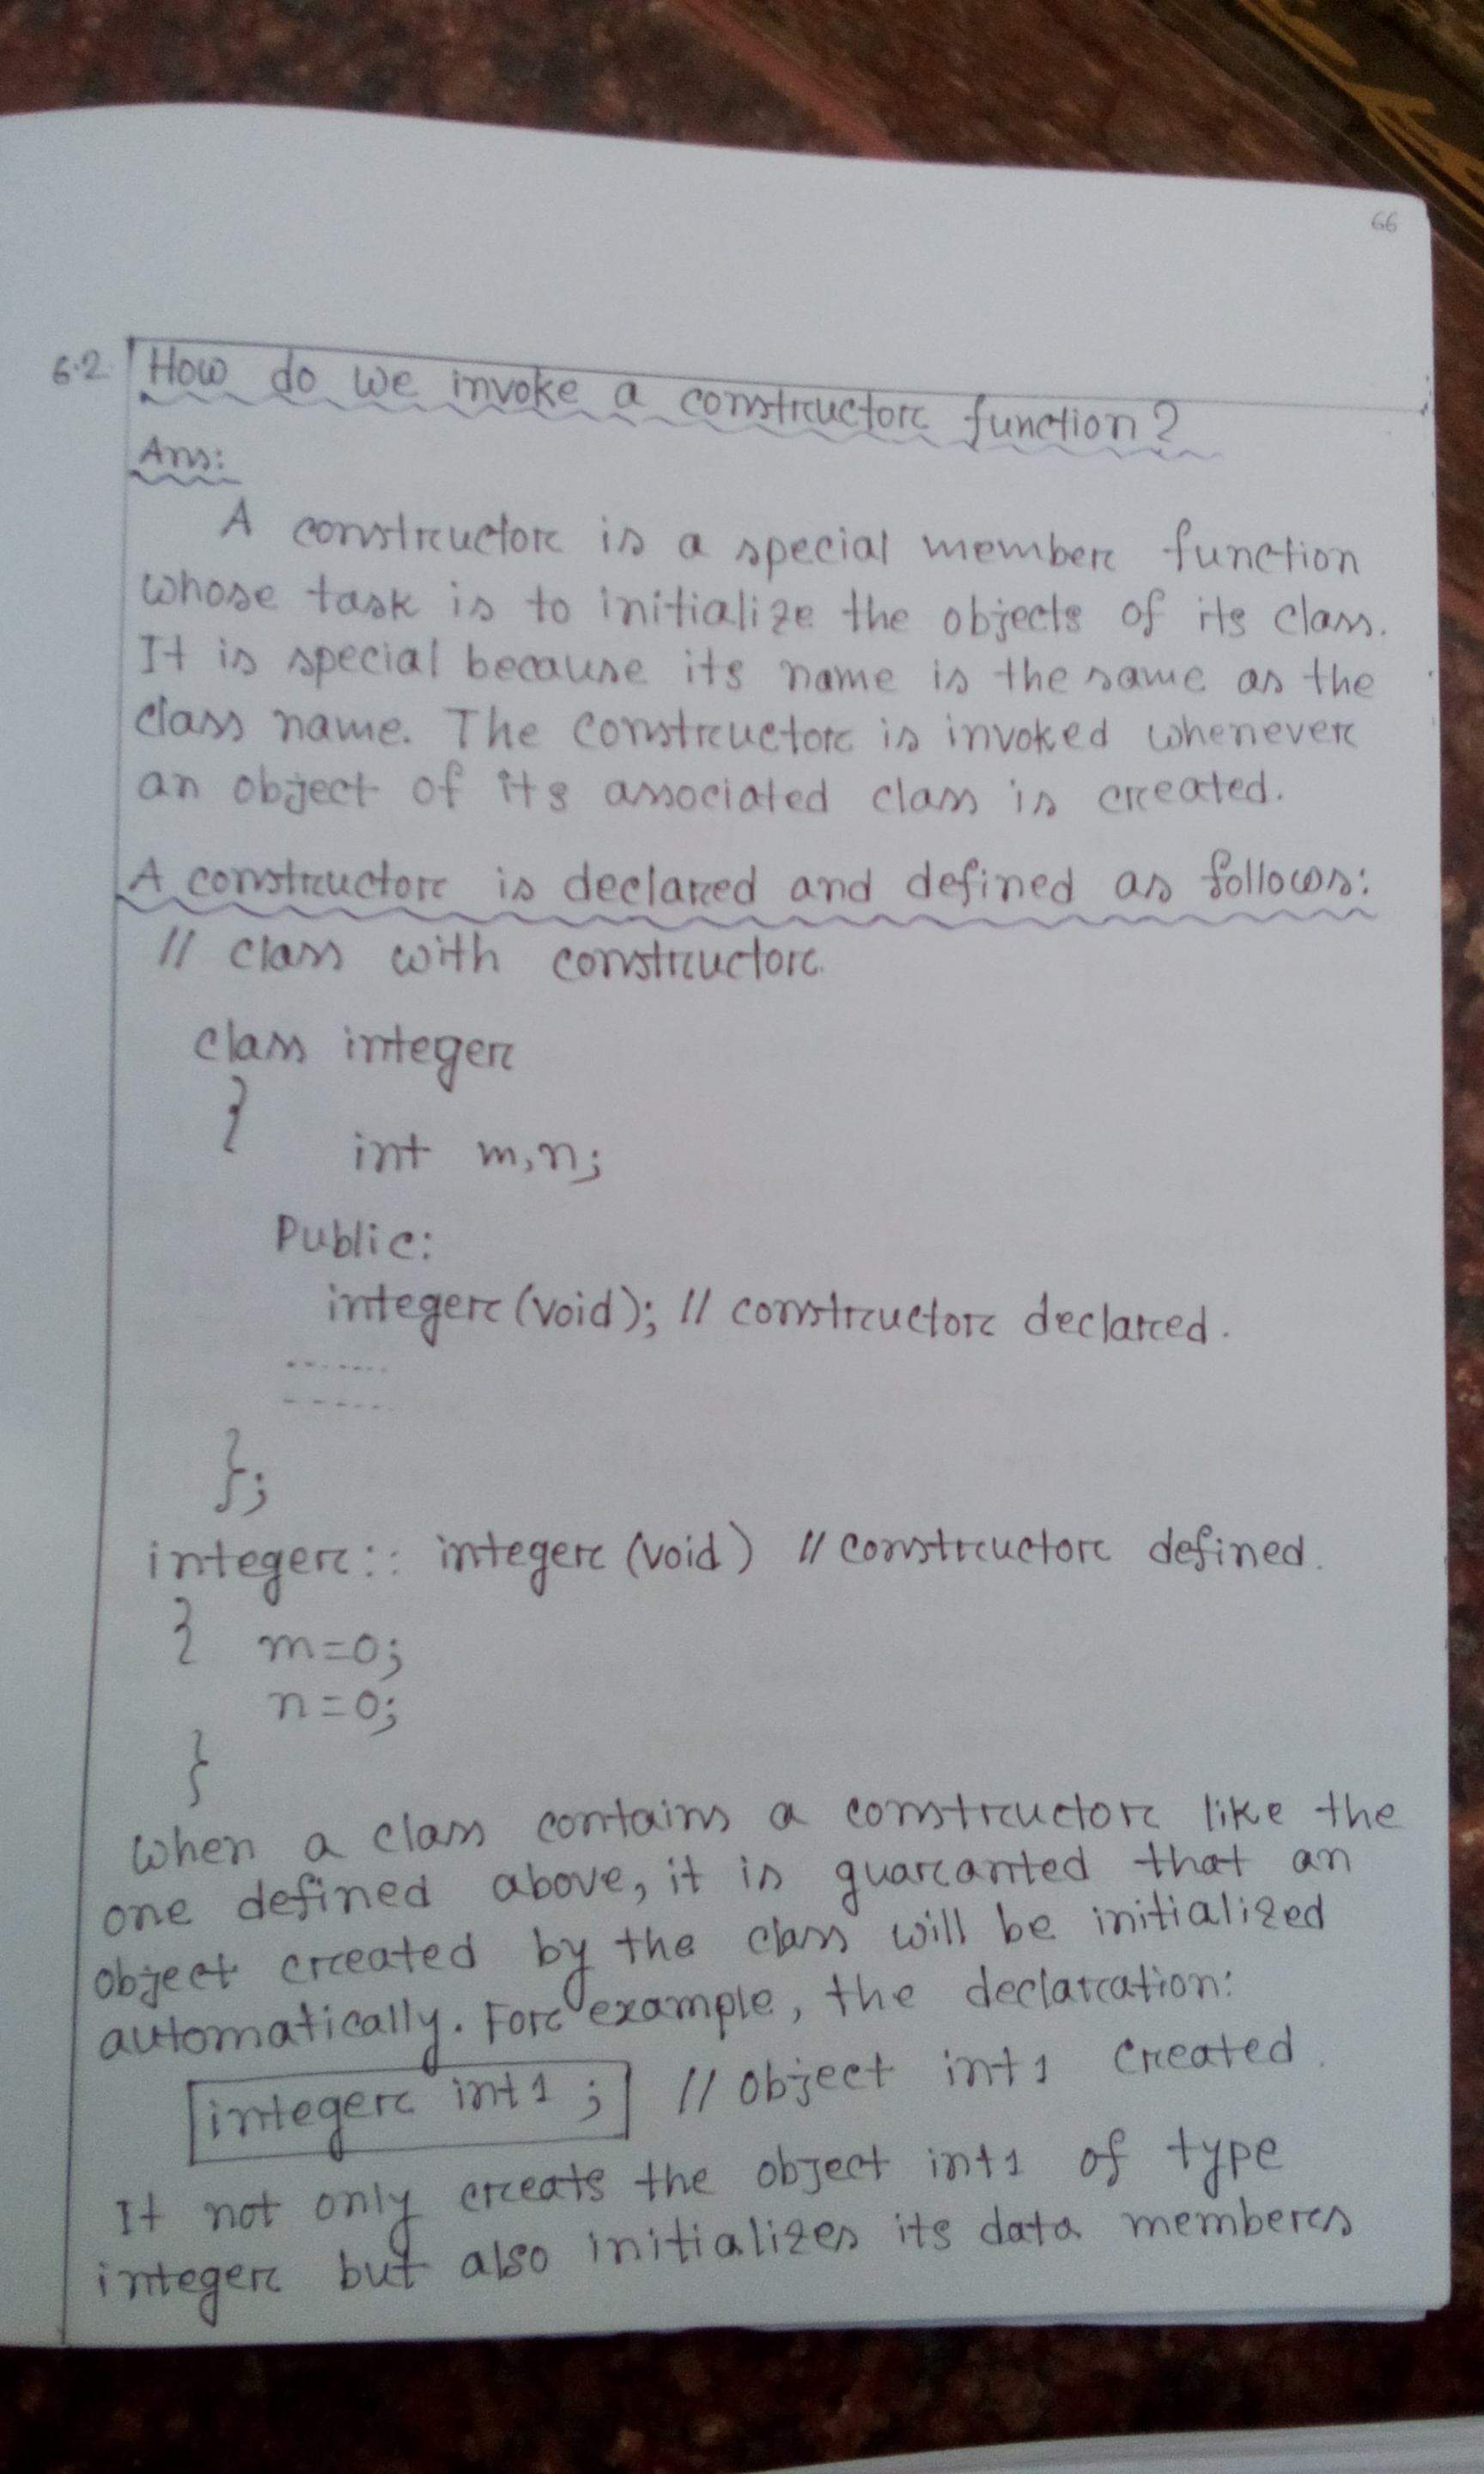 66
6.2 How do we invoke a constructor function?
Ans:
A constructor is a special member function
whose task is to initialize the objects of its class.
It is special because its name is the same as the
class name. The constructor is invoked whenever
an object of its associated class is created.
A constructor is declared and defined as follows:
// class with constructor.
class integer
{
int m,n;
Public:
integer (void); // constructor declared.
-------
------
};
integer:: integer (void) // constructor defined.
{ m=0;
n=0;
}
When a class contains a constructor like the
one defined above, it is guaranted that an
object created by the class will be initialized
automatically. For example, the declaration:
integer int1 ; // object int1 created.
It not only creats the object int1 of type
integer but also initializes its data members